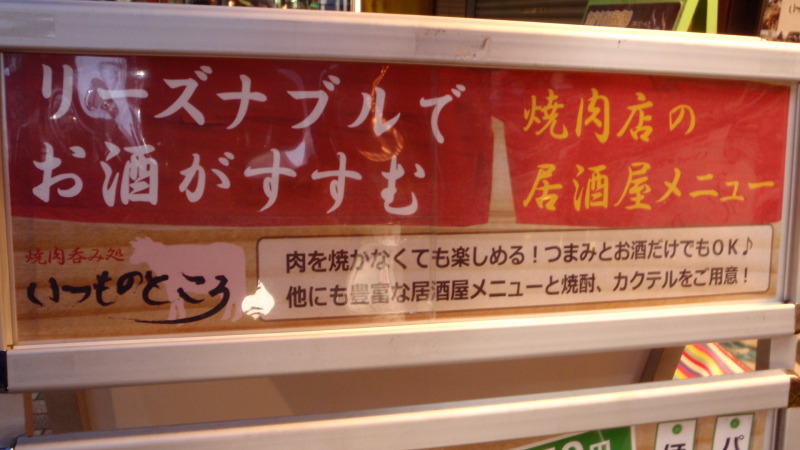 リーズナブルで
お酒がすすむ
焼肉店の
居酒屋メニュー
焼肉呑み処
いつものところ
肉を焼かなくても楽しめる!つまみとお酒だけでもOK♪
他にも豊富な居酒屋メニューと焼酎、カクテルをご用意!